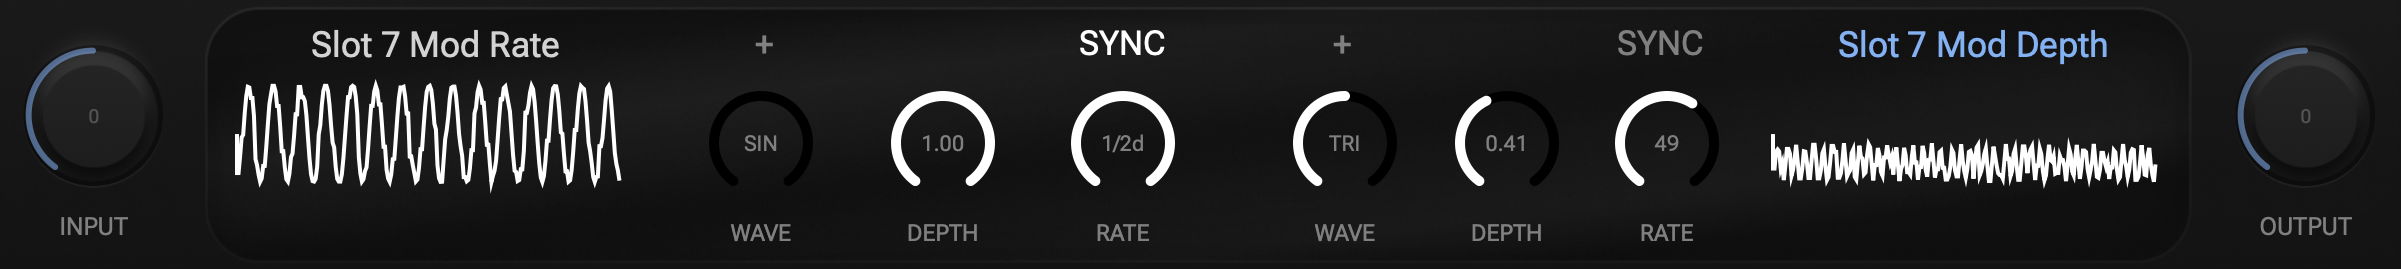 Slot 7 Mod Rate + SYNC + SYNC Slot 7 Mod Depth
0 SIN 1.00 1/2d TRI 0.41 49 0
INPUT WAVE DEPTH RATE WAVE DEPTH RATE OUTPUT